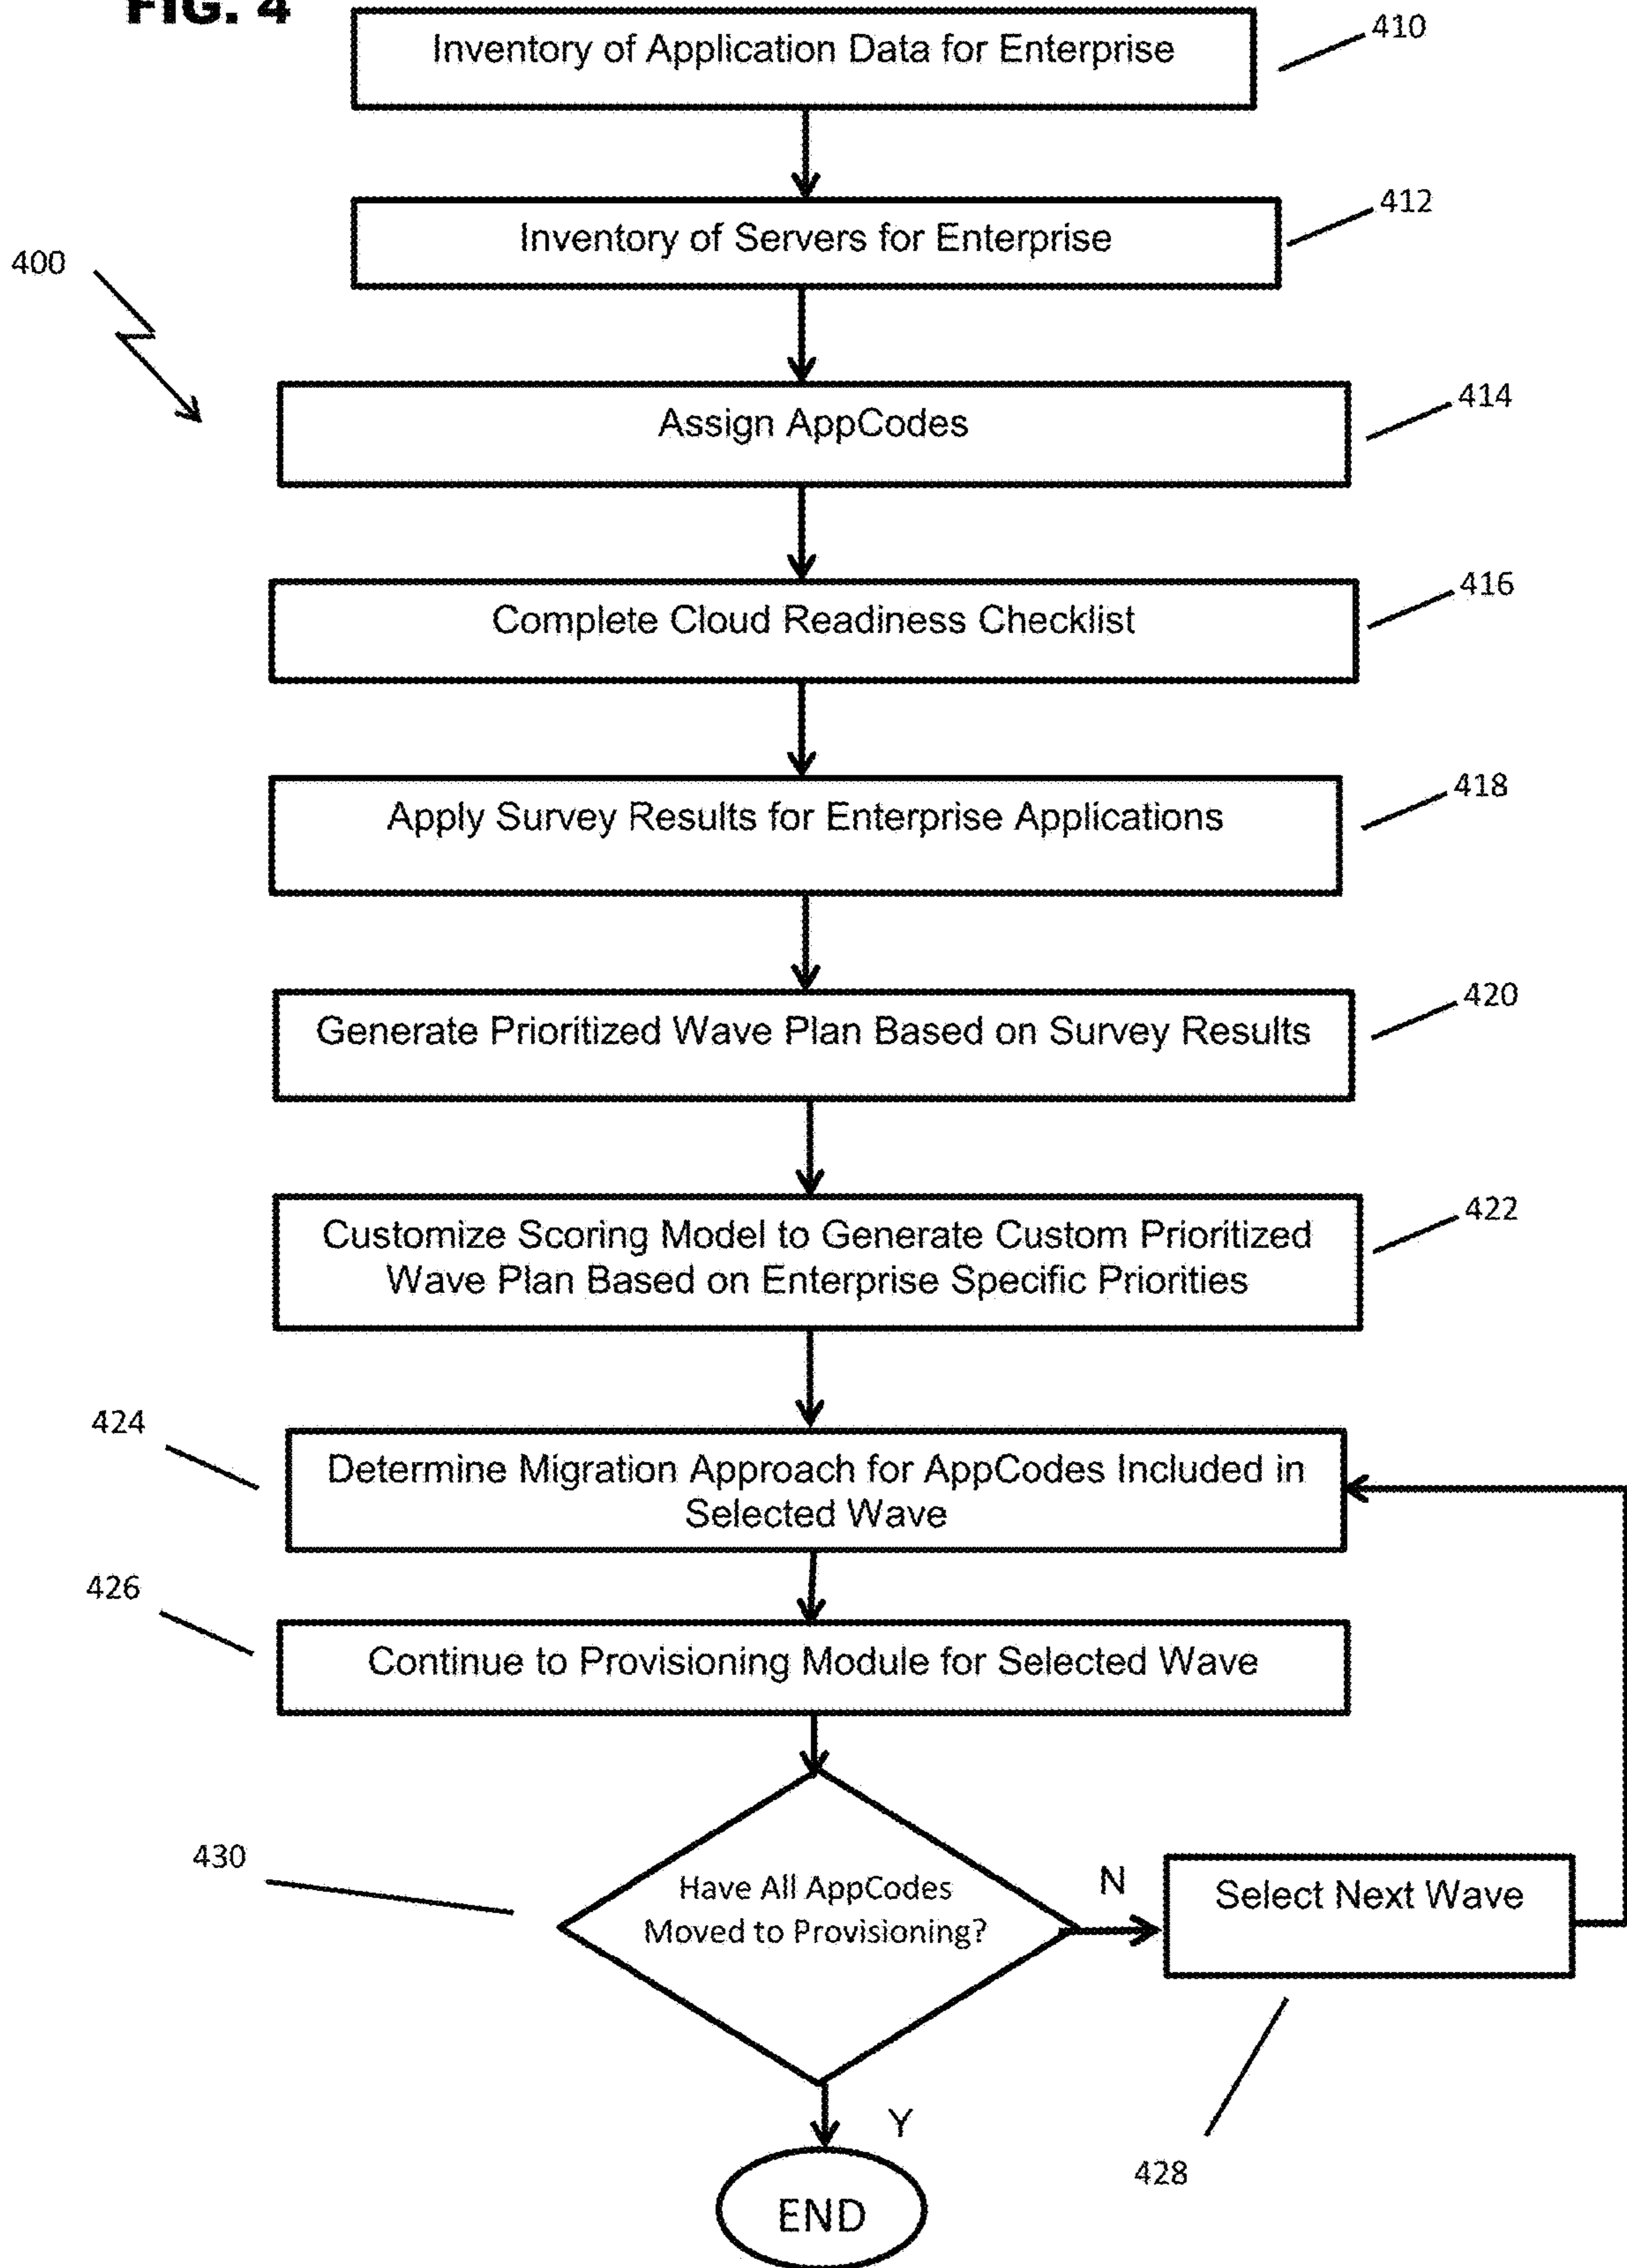 FIG. 4
Inventory of Application Data for Enterprise
410
Inventory of Servers for Enterprise
412
400
Assign AppCodes
414
Complete Cloud Readiness Checklist
416
Apply Survey Results for Enterprise Applications
418
Generate Prioritized Wave Plan Based on Survey Results
420
Customize Scoring Model to Generate Custom Prioritized
Wave Plan Based on Enterprise Specific Priorities
422
424
Determine Migration Approach for AppCodes Included in
Selected Wave
426
Continue to Provisioning Module for Selected Wave
430
Have All AppCodes
Moved to Provisioning?
N
Select Next Wave
Y
428
END